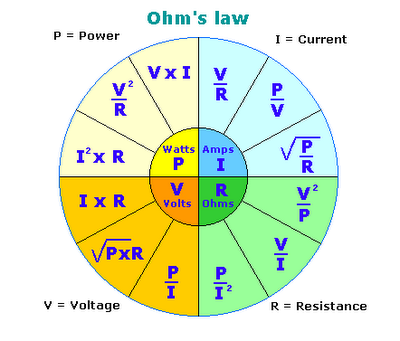 Ohm's law
P = Power
I = Current
V x I
V/R
V²/R
P/V
I² x R
√P/R
Watts
P
Amps
I
V
Volts
R
Ohms
I x R
V²/P
√PxR
V/I
P/I
P/I²
V = Voltage
R = Resistance